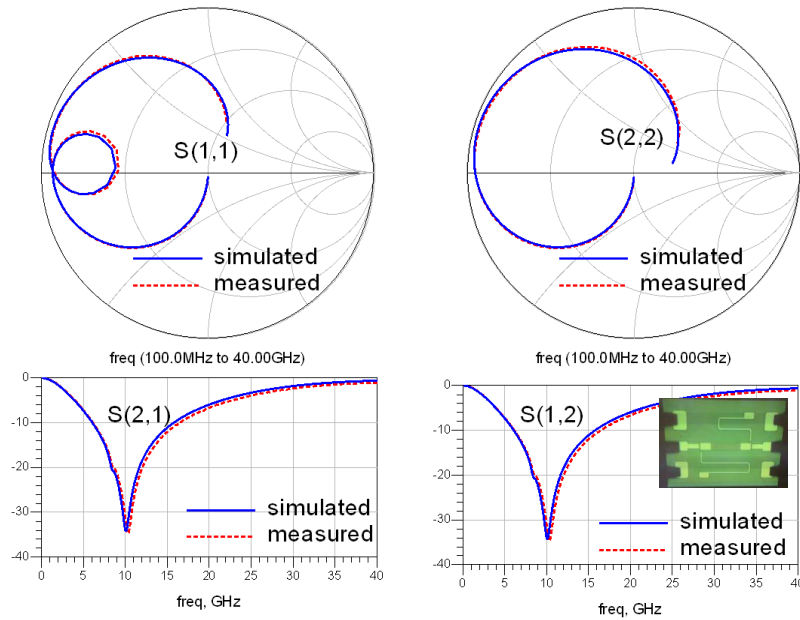 S(1,1)
simulated
measured
freq (100.0MHz to 40.00GHz)
S(2,2)
simulated
measured
freq (100.0MHz to 40.00GHz)
0
-10
-20
-30
-40
S(2,1)
simulated
measured
0 5 10 15 20 25 30 35 40
freq, GHz
0
-10
-20
-30
-40
S(1,2)
simulated
measured
0 5 10 15 20 25 30 35 40
freq, GHz